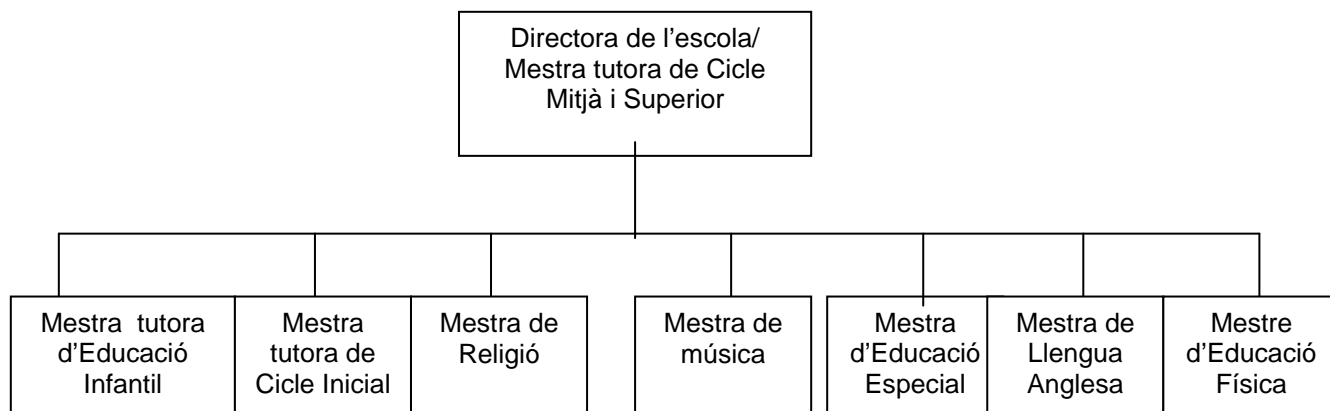 Directora de l’escola/
Mestra tutora de Cicle
Mitjà i Superior
Mestra tutora
d’Educació
Infantil
Mestra
tutora de
Cicle Inicial
Mestra de
Religió
Mestra de
música
Mestra
d’Educació
Especial
Mestra de
Llengua
Anglesa
Mestre
d’Educació
Física